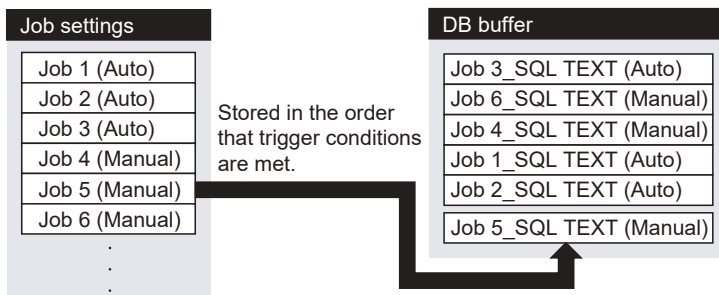 Job settings
Job 1 (Auto)
Job 2 (Auto)
Job 3 (Auto)
Job 4 (Manual)
Job 5 (Manual)
Job 6 (Manual)
.
.
.
Stored in the order
that trigger conditions
are met.
DB buffer
Job 3_SQL TEXT (Auto)
Job 6_SQL TEXT (Manual)
Job 4_SQL TEXT (Manual)
Job 1_SQL TEXT (Auto)
Job 2_SQL TEXT (Auto)
Job 5_SQL TEXT (Manual)